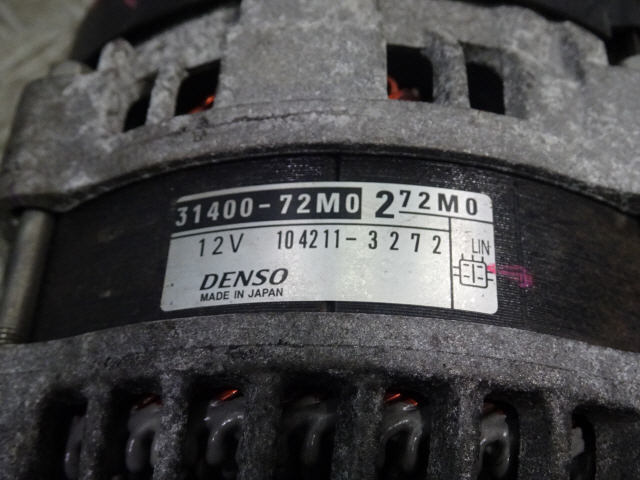 31400-72M0 272M0
12V 104211-3272
LIN
DENSO
MADE IN JAPAN